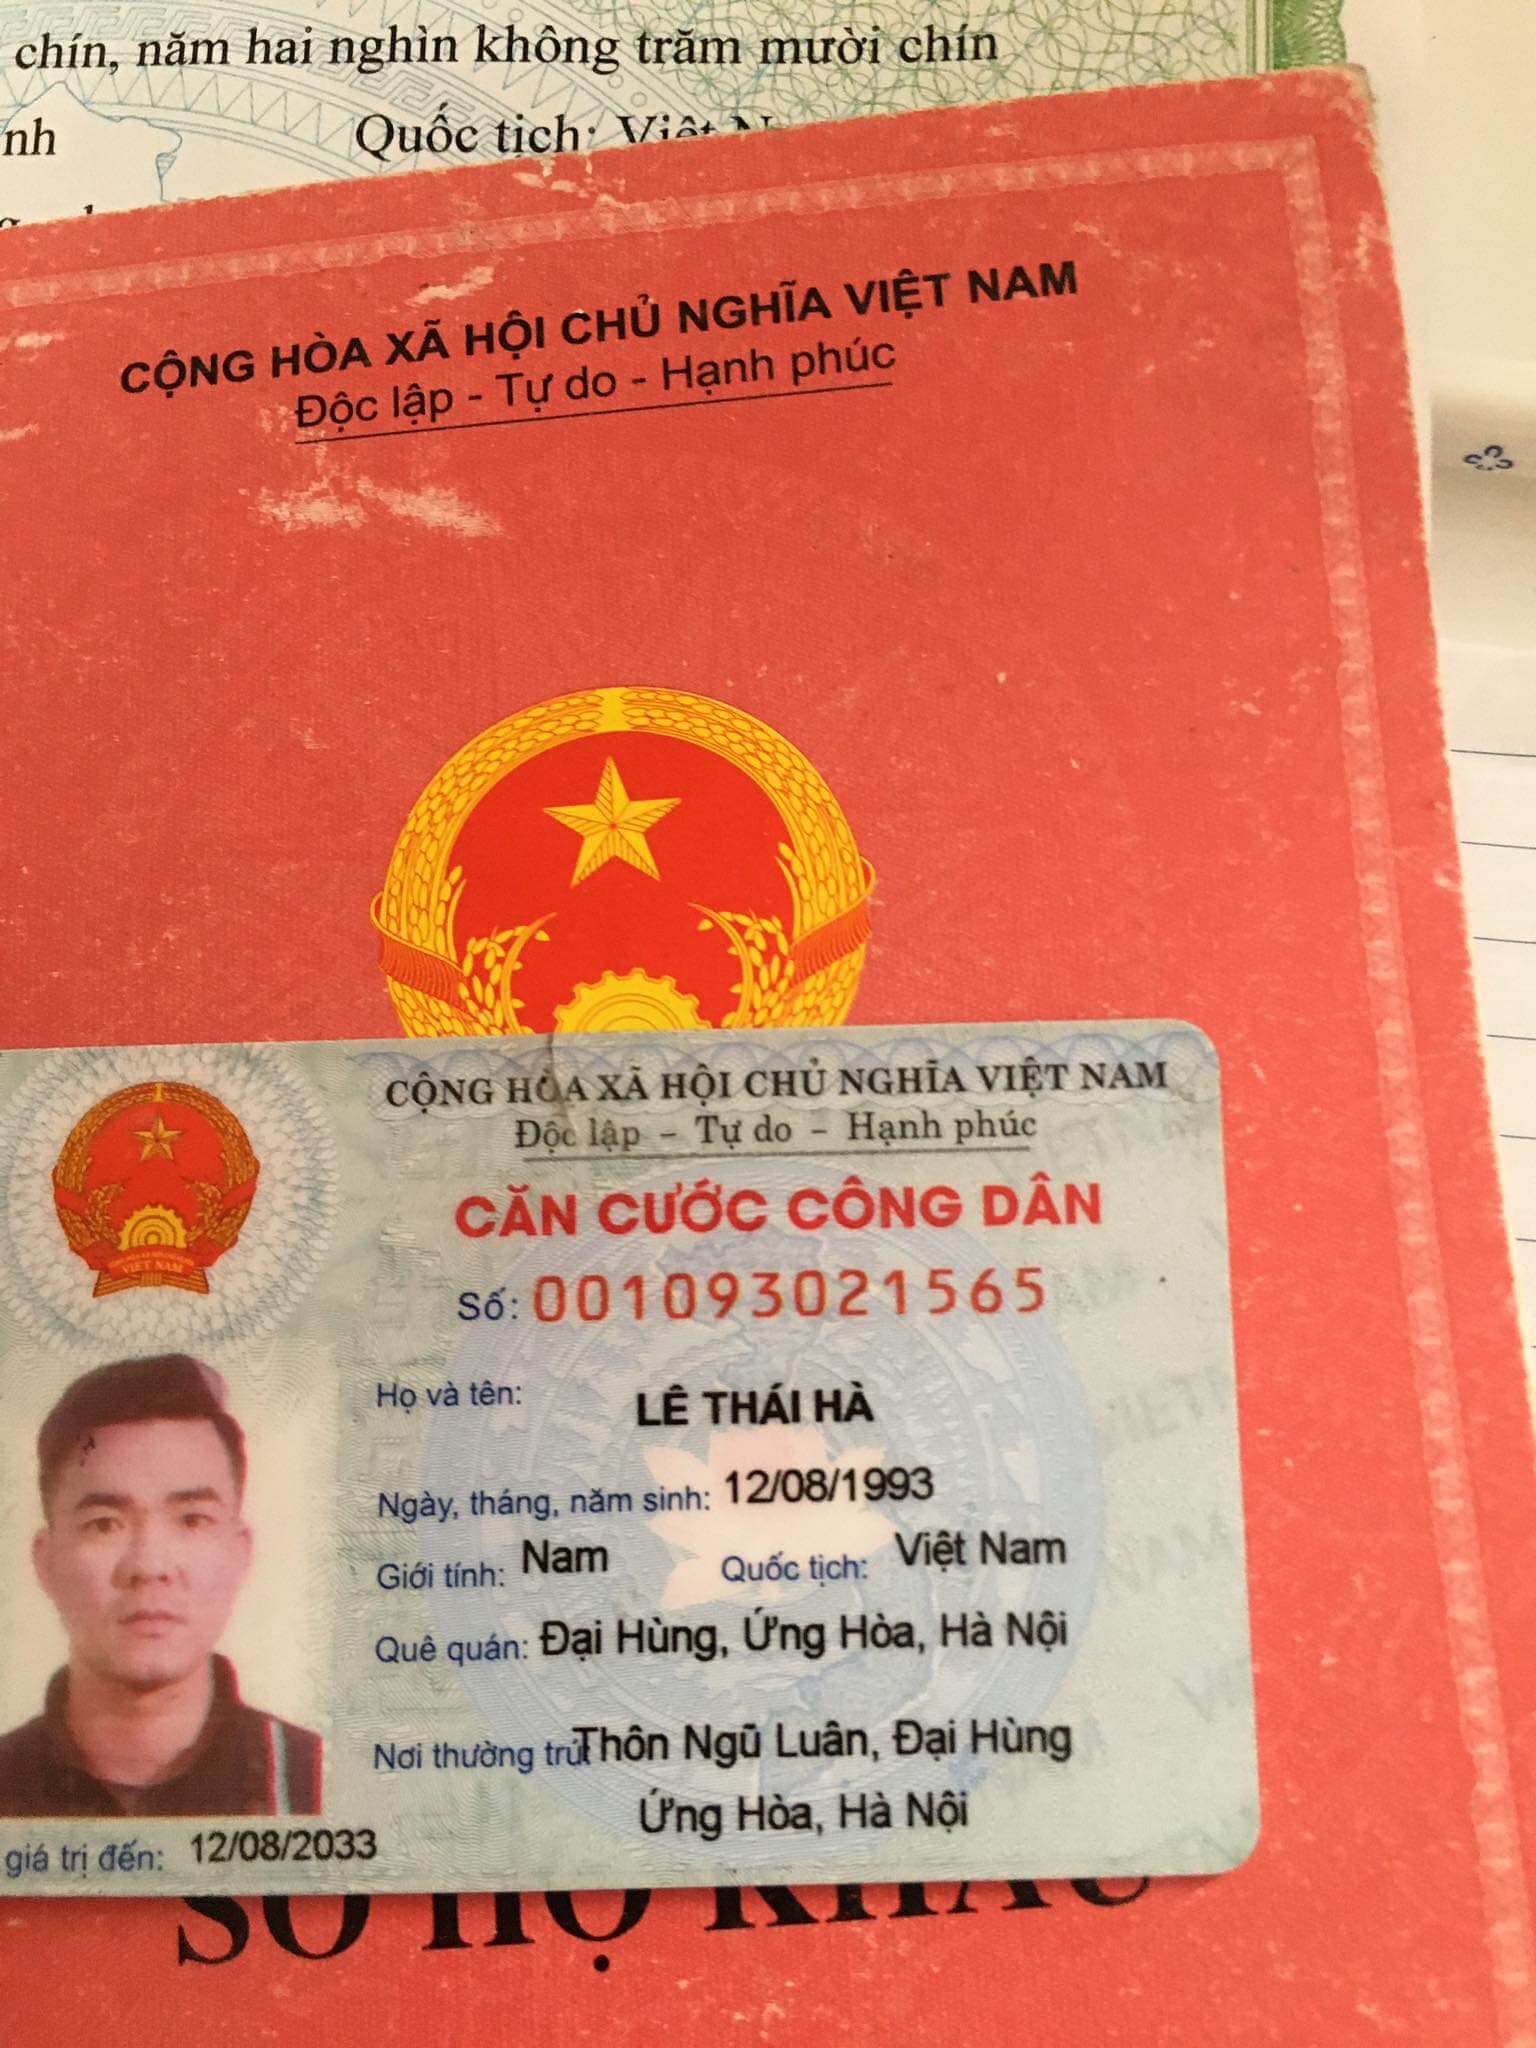 chín, năm hai nghìn không trăm mười chín
nh Quốc tịch: Việt
CỘNG HÒA XÃ HỘI CHỦ NGHĨA VIỆT NAM
Độc lập - Tự do - Hạnh phúc
CỘNG HÒA XÃ HỘI CHỦ NGHĨA VIỆT NAM
Độc lập – Tự do – Hạnh phúc
CĂN CƯỚC CÔNG DÂN
Số: 001093021565
VIỆT NAM
Họ và tên: LÊ THÁI HÀ
Ngày, tháng, năm sinh: 12/08/1993
Giới tính: Nam Quốc tịch: Việt Nam
Quê quán: Đại Hùng, Ứng Hòa, Hà Nội
Nơi thường trú: Thôn Ngũ Luân, Đại Hùng
Ứng Hòa, Hà Nội
giá trị đến: 12/08/2033
SỔ HỘ KHẨU